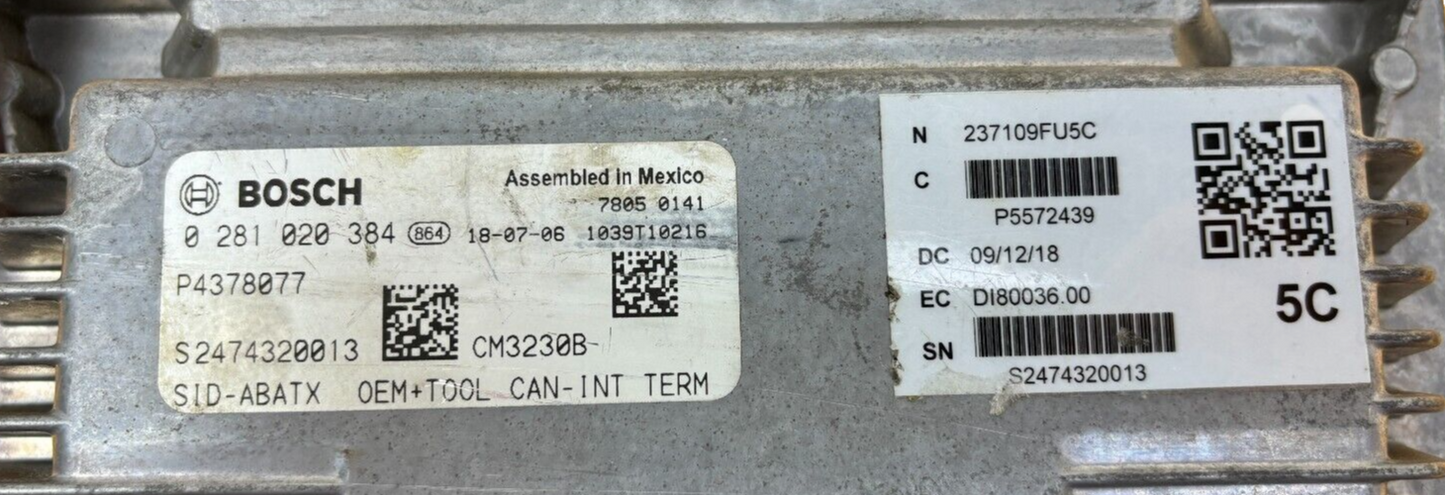 BOSCH
Assembled in Mexico
7805 0141
0 281 020 384 864 18-07-06 1039T10216
P4378077
S2474320013 CM3230B
SID-ABATX OEM+TOOL CAN-INT TERM
N 237109FU5C
C
P5572439
DC 09/12/18
EC DI80036.00
5C
SN
S2474320013